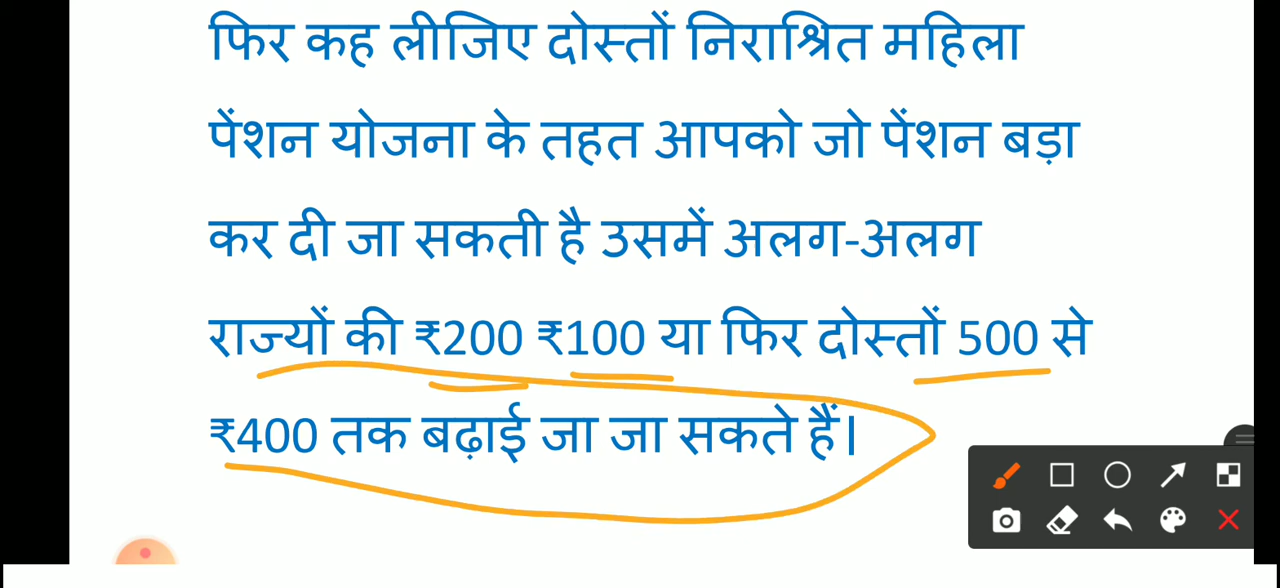 फिर कह लीजिए दोस्तों निराश्रित महिला
पेंशन योजना के तहत आपको जो पेंशन बड़ा
कर दी जा सकती है उसमें अलग-अलग
राज्यों की ₹200 ₹100 या फिर दोस्तों 500 से
₹400 तक बढ़ाई जा जा सकते हैं।